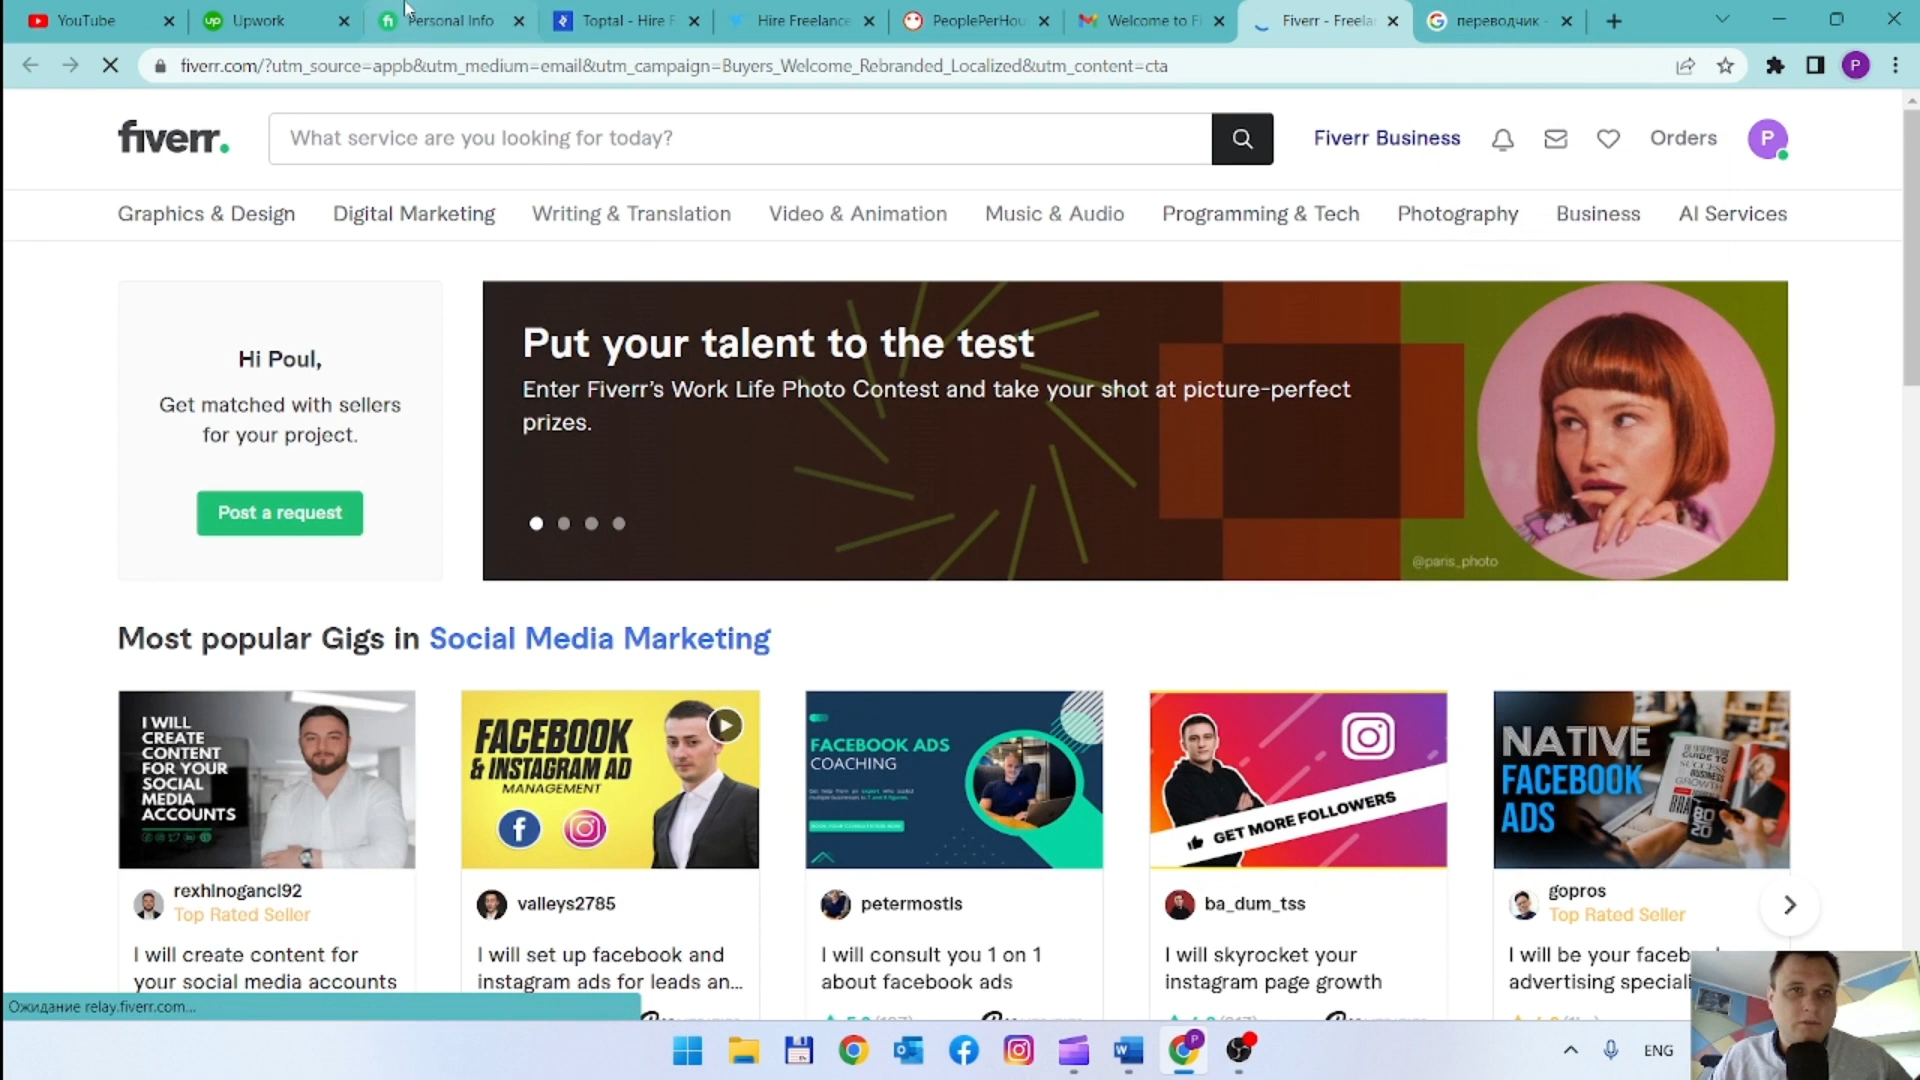 YouTube
Upwork
Personal Info
Toptal - Hire F
Hire Freelance
PeoplePerHou
Welcome to Fi
Fiverr - Freelan
переводчик -
fiverr.com/?utm_source=appb&utm_medium=email&utm_campaign=Buyers_Welcome_Rebranded_Localized&utm_content=cta
P
fiverr.
What service are you looking for today?
Fiverr Business
Orders
P
Graphics & Design
Digital Marketing
Writing & Translation
Video & Animation
Music & Audio
Programming & Tech
Photography
Business
AI Services
Hi Poul,
Get matched with sellers
for your project.
Post a request
Put your talent to the test
Enter Fiverr's Work Life Photo Contest and take your shot at picture-perfect
prizes.
@paris_photo
Most popular Gigs in Social Media Marketing
I WILL
CREATE
CONTENT
FOR YOUR
SOCIAL
MEDIA
ACCOUNTS
FACEBOOK
& INSTAGRAM AD
MANAGEMENT
FACEBOOK ADS
COACHING
GET MORE FOLLOWERS
NATIVE
FACEBOOK
ADS
80
20
rexhinoganci92
Top Rated Seller
valleys2785
petermostls
ba_dum_tss
gopros
Top Rated Seller
I will create content for
your social media accounts
I will set up facebook and
instagram ads for leads an...
I will consult you 1 on 1
about facebook ads
I will skyrocket your
instagram page growth
I will be your faceb
advertising speciali
Ожидание relay.fiverr.com...
ENG